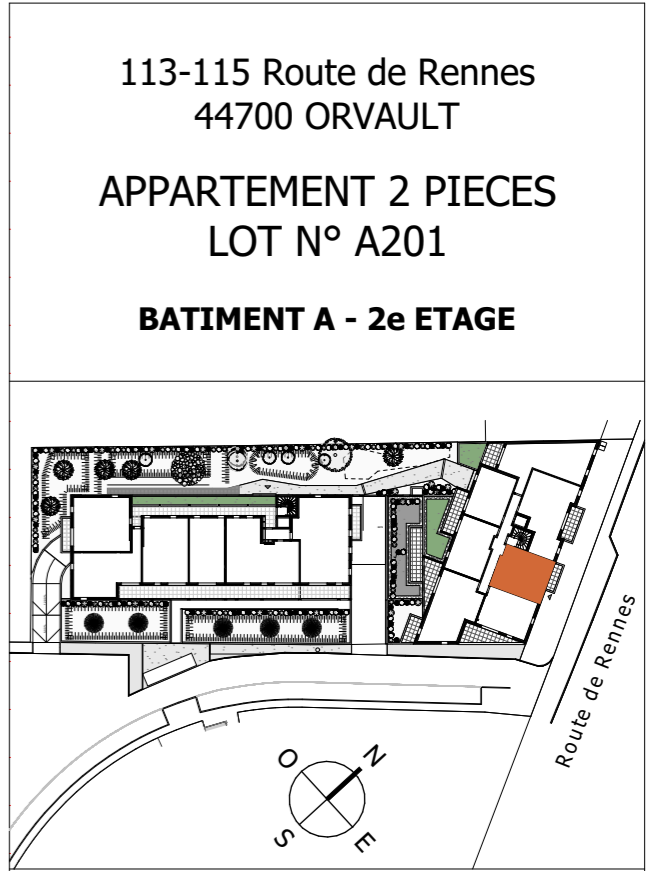 113-115 Route de Rennes
44700 ORVAULT
APPARTEMENT 2 PIECES
LOT N° A201
BATIMENT A - 2e ETAGE
Route de Rennes
O
N
S
E